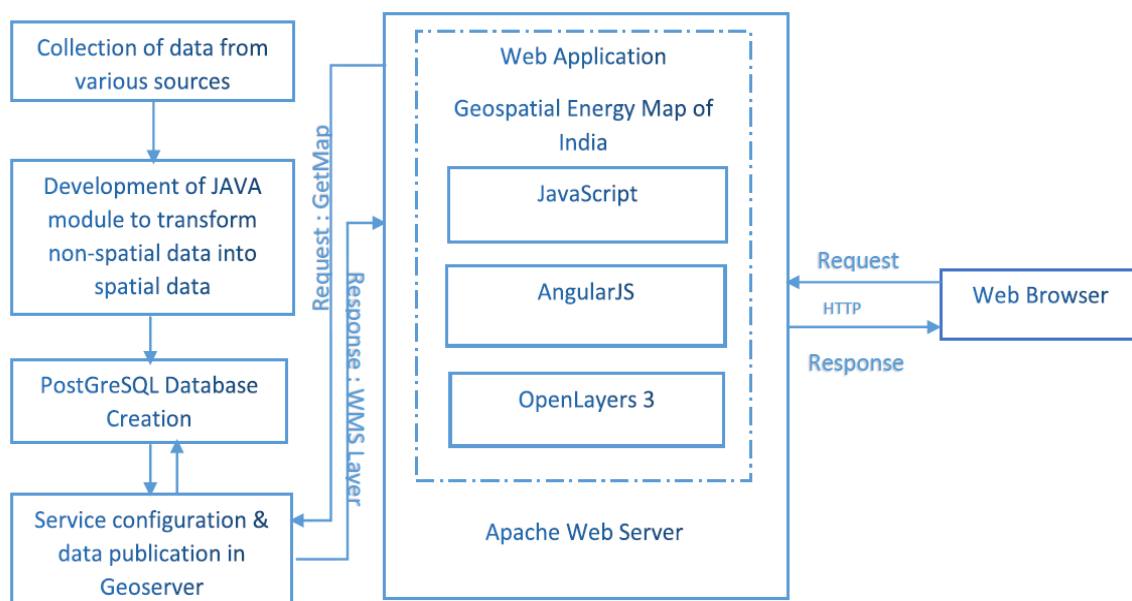 Collection of data from
various sources
Development of JAVA
module to transform
non-spatial data into
spatial data
PostGreSQL Database
Creation
Service configuration &
data publication in
Geoserver
Request : GetMap
Response : WMS Layer
Web Application
Geospatial Energy Map of
India
JavaScript
AngularJS
OpenLayers 3
Apache Web Server
Request
HTTP
Response
Web Browser